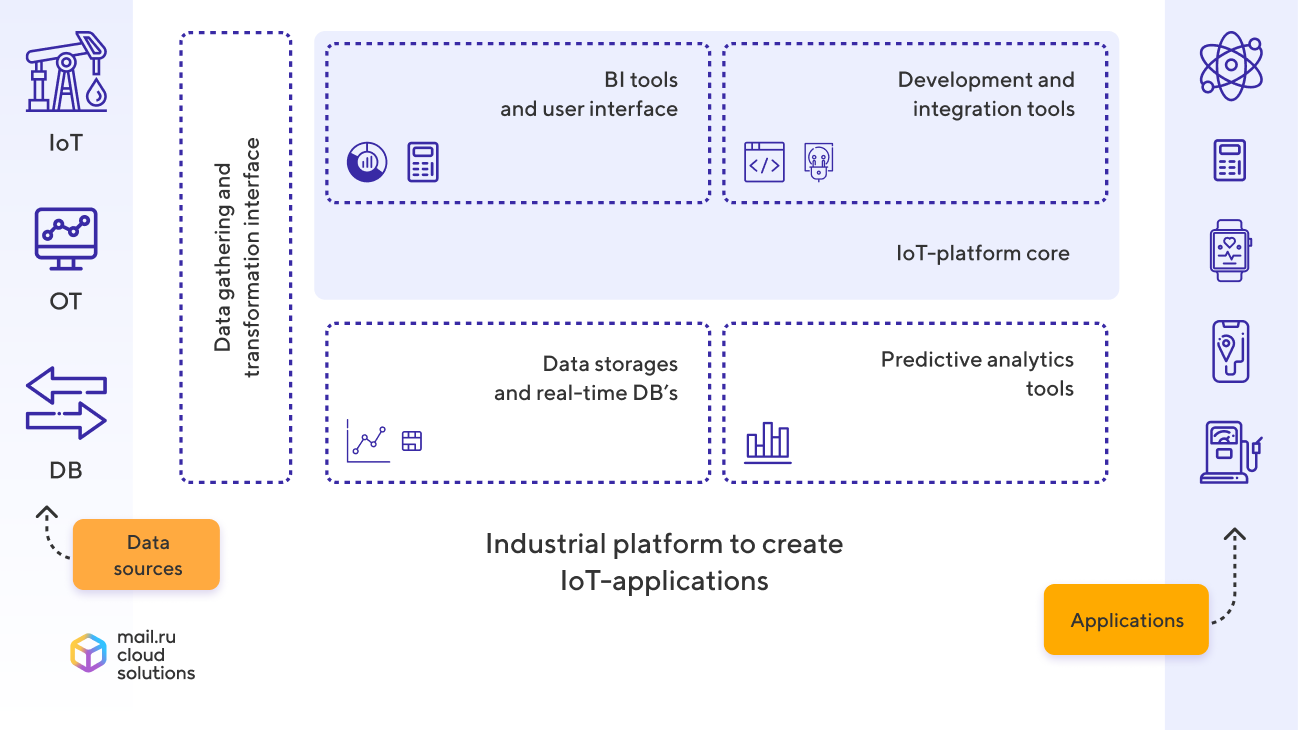 IoT
OT
DB
Data
sources
mail.ru
cloud
solutions
Data gathering and
transformation interface
BI tools
and user interface
Development and
integration tools
</>
IoT-platform core
Data storages
and real-time DB’s
Predictive analytics
tools
Industrial platform to create
IoT-applications
Applications